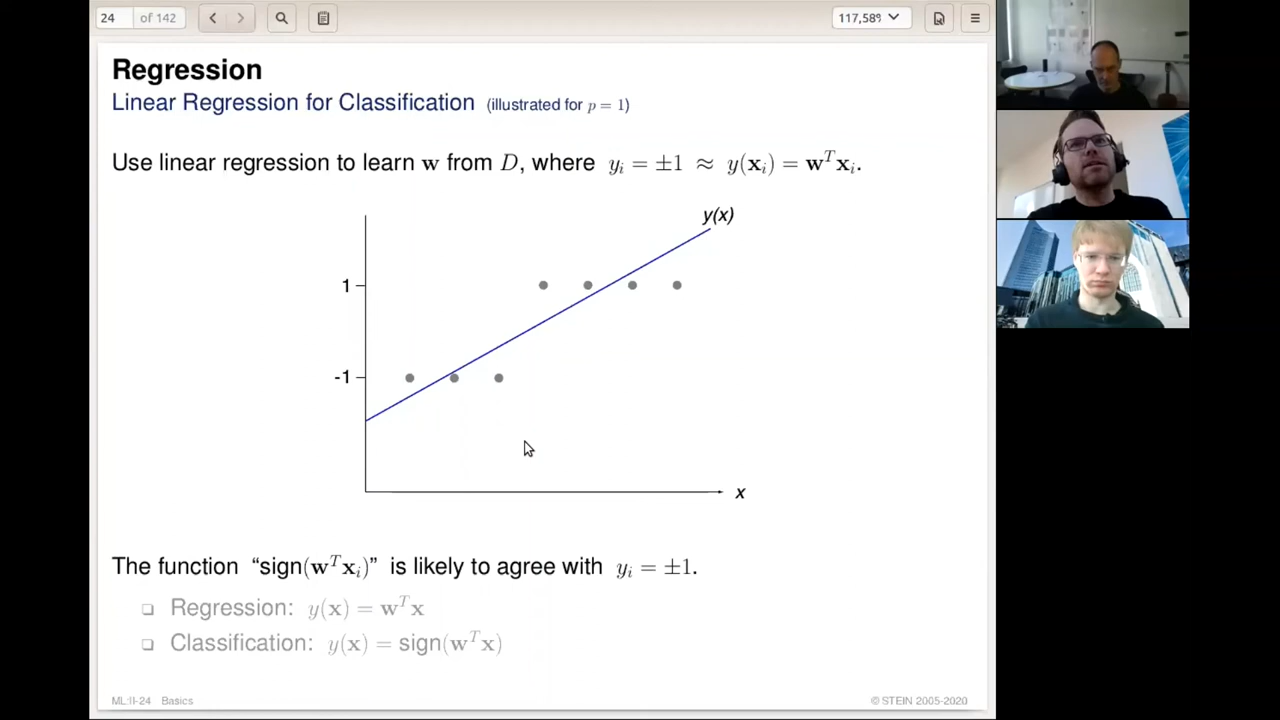 24 of 142 117,58%
Regression
Linear Regression for Classification (illustrated for p = 1)
Use linear regression to learn w from D, where yᵢ = ±1 ≈ y(xᵢ) = wᵀxᵢ.
y(x)
1
-1
x
The function “sign(wᵀxᵢ)” is likely to agree with yᵢ = ±1.
❑ Regression: y(x) = wᵀx
❑ Classification: y(x) = sign(wᵀx)
ML:II-24 Basics © STEIN 2005-2020